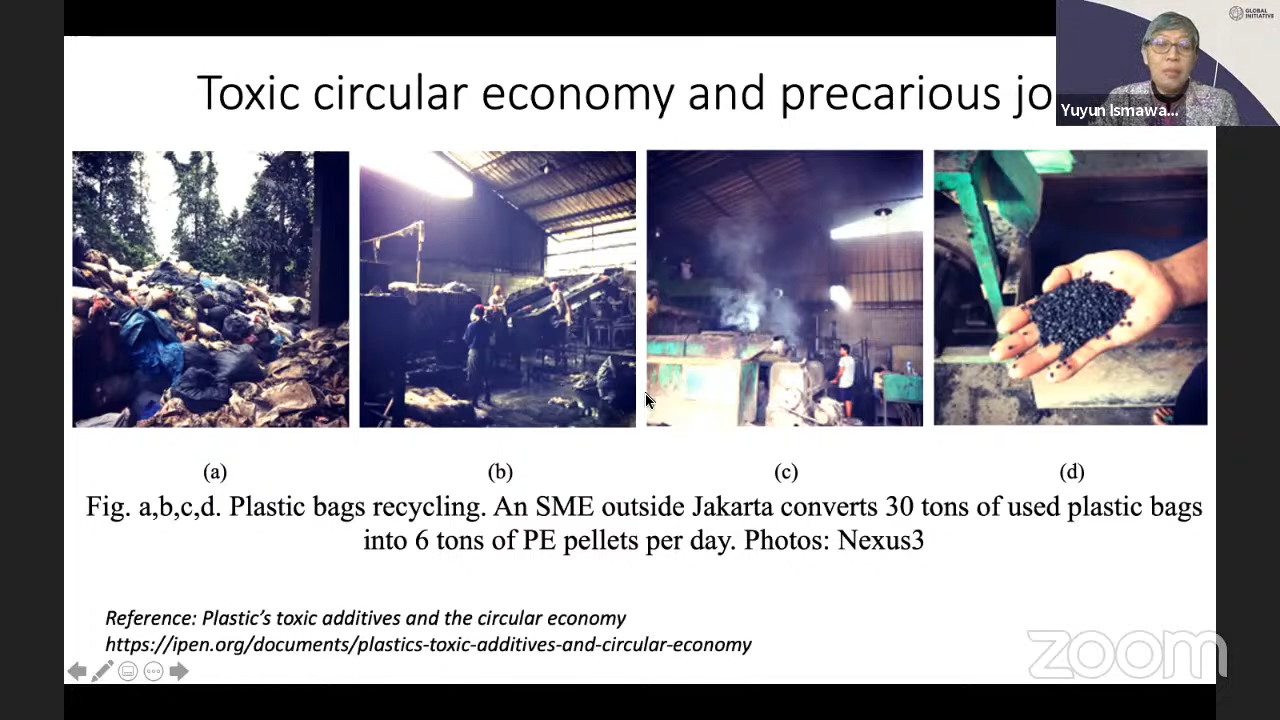 Toxic circular economy and precarious jo
GLOBAL
INITIATIVE
Yuyun Ismawa...
(a)
(b)
(c)
(d)
Fig. a,b,c,d. Plastic bags recycling. An SME outside Jakarta converts 30 tons of used plastic bags
into 6 tons of PE pellets per day. Photos: Nexus3
Reference: Plastic's toxic additives and the circular economy
https://ipen.org/documents/plastics-toxic-additives-and-circular-economy
zoom